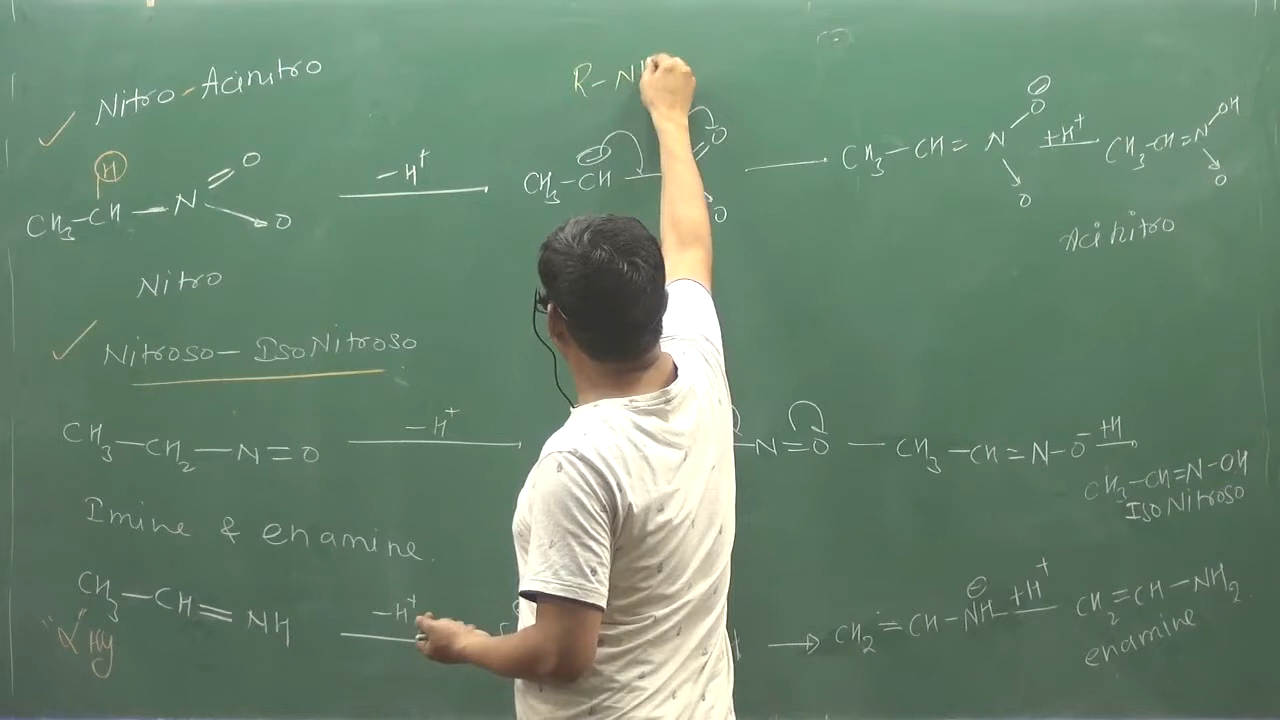 Nitro-Acinitro
R-N
CH3-CH(H)-N(=O)→O —-H+— CH3-CH⊖ =O O —— CH3-CH=N-O⊖ →O +H+ CH3-CH=N-OH →O
Nitro
Acinitro
Nitroso-IsoNitroso
CH3-CH2-N=O —-H+— -N=O —— CH3-CH=N-O- +H
CH3-CH=N-OH
IsoNitroso
Imine & enamine.
CH3-CH=NH —-H+— → CH2=CH-NH⊖ +H+ CH2=CH-NH2.
"αHy
enamine